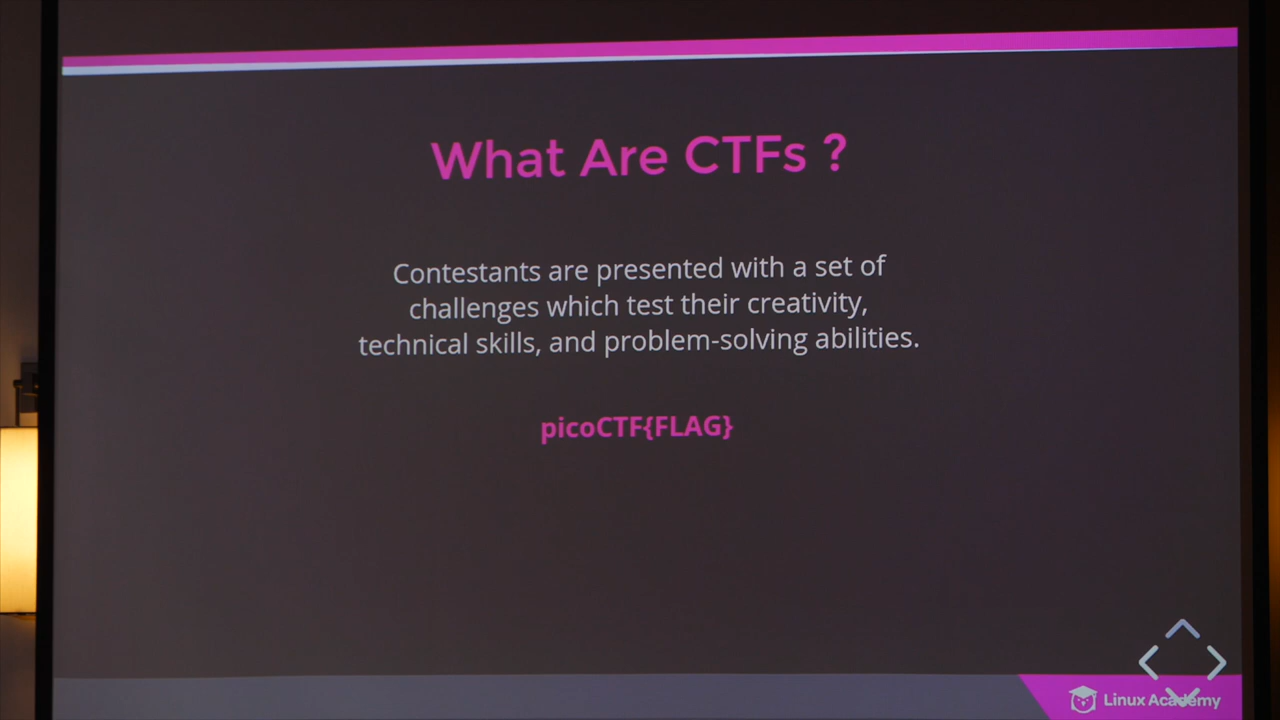 What Are CTFs ?
Contestants are presented with a set of
challenges which test their creativity,
technical skills, and problem-solving abilities.
picoCTF{FLAG}
Linux Academy